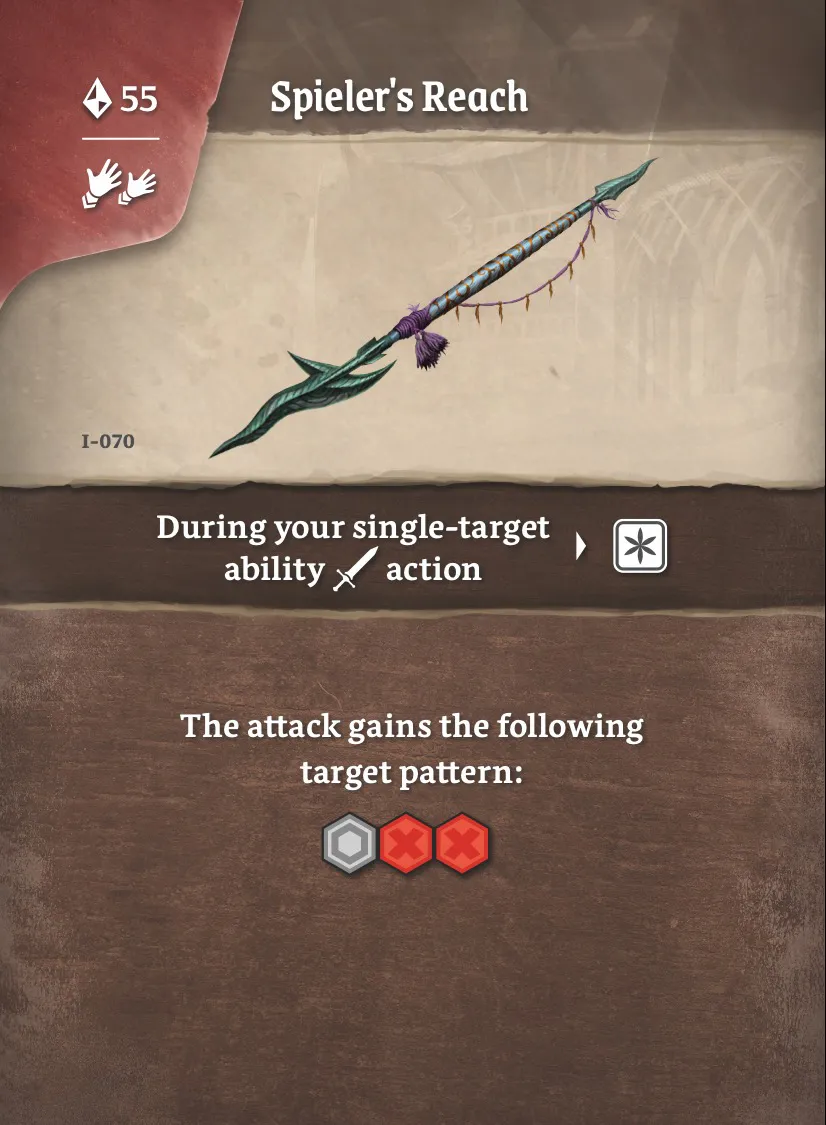 55
Spieler's Reach
I-070
During your single-target
ability action
The attack gains the following
target pattern: